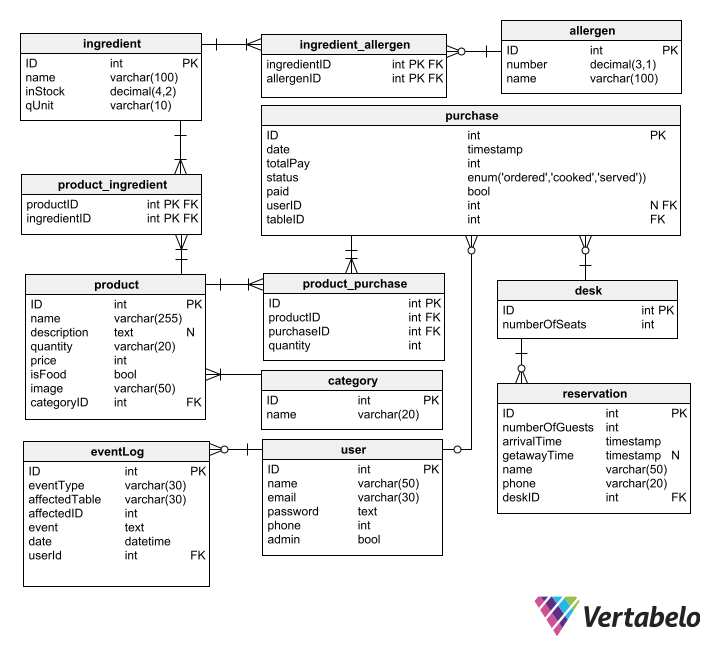 ingredient
ID int PK
name varchar(100)
inStock decimal(4,2)
qUnit varchar(10)
ingredient_allergen
ingredientID int PK FK
allergenID int PK FK
allergen
ID int PK
number decimal(3,1)
name varchar(100)
purchase
ID int PK
date timestamp
totalPay int
status enum('ordered','cooked','served'))
paid bool
userID int N FK
tableID int FK
product_ingredient
productID int PK FK
ingredientID int PK FK
product
ID int PK
name varchar(255)
description text N
quantity varchar(20)
price int
isFood bool
image varchar(50)
categoryID int FK
product_purchase
ID int PK
productID int FK
purchaseID int FK
quantity int
desk
ID int PK
numberOfSeats int
category
ID int PK
name varchar(20)
reservation
ID int PK
numberOfGuests int
arrivalTime timestamp
getawayTime timestamp N
name varchar(50)
phone varchar(20)
deskID int FK
eventLog
ID int PK
eventType varchar(30)
affectedTable varchar(30)
affectedID int
event text
date datetime
userId int FK
user
ID int PK
name varchar(50)
email varchar(30)
password text
phone int
admin bool
Vertabelo